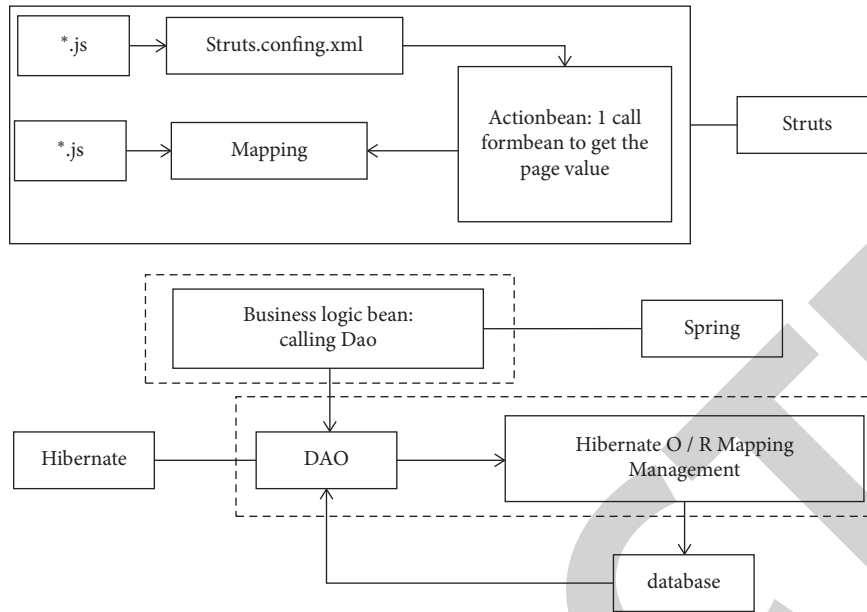 *.js
Struts.confing.xml
Actionbean: 1 call
formbean to get the
page value
Struts
*.js
Mapping
Business logic bean:
calling Dao
Spring
Hibernate
DAO
Hibernate O / R Mapping
Management
database